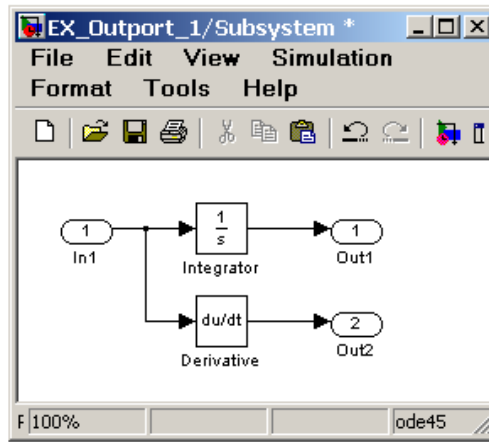 EX_Outport_1/Subsystem *
File Edit View Simulation
Format Tools Help
1
In1
1
s
Integrator
1
Out1
du/dt
Derivative
2
Out2
F 100% ode45